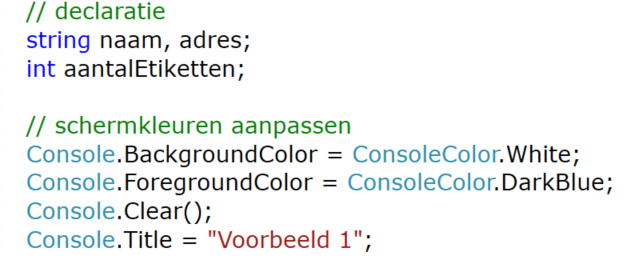 // declaratie
string naam, adres;
int aantalEtiketten;
// schermkleuren aanpassen
Console.BackgroundColor = ConsoleColor.White;
Console.ForegroundColor = ConsoleColor.DarkBlue;
Console.Clear();
Console.Title = "Voorbeeld 1";